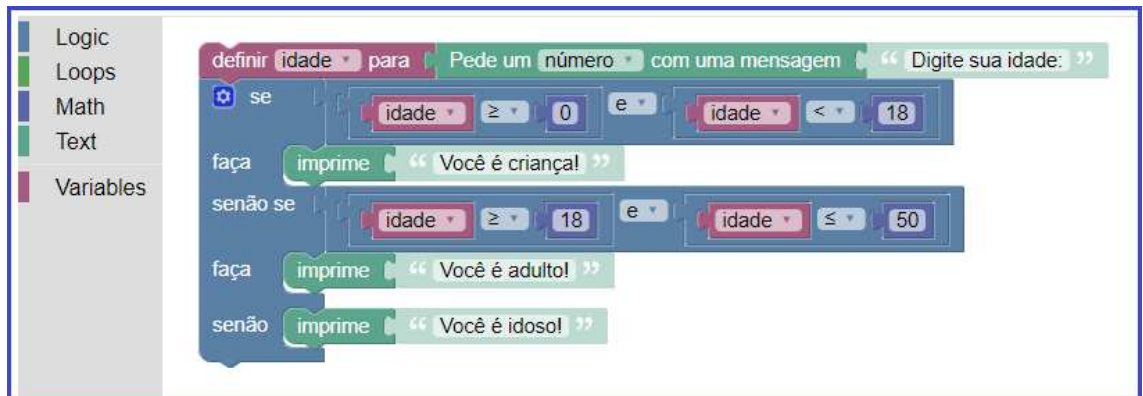 Logic
Loops
Math
Text
Variables
definir idade para Pede um número com uma mensagem “ Digite sua idade: ”
se idade ≥ 0 e idade < 18
faça imprime “ Você é criança! ”
senão se idade ≥ 18 e idade ≤ 50
faça imprime “ Você é adulto! ”
senão imprime “ Você é idoso! ”